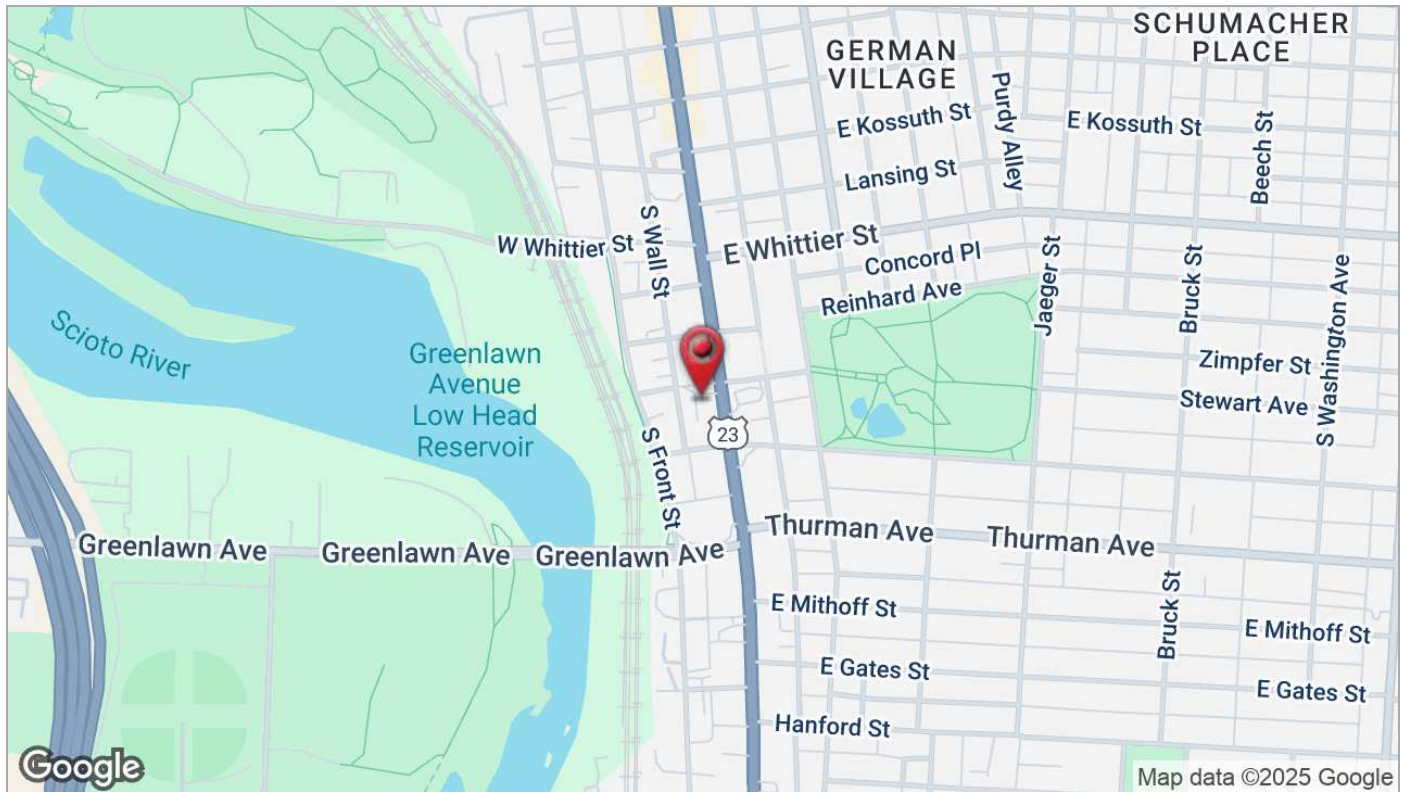 SCHUMACHER
PLACE
GERMAN
VILLAGE
E Kossuth St
Purdy Alley
E Kossuth St
Beech St
Lansing St
S Wall St
W Whittier St
E Whittier St
Concord Pl
Reinhard Ave
Jaeger St
Bruck St
S Washington Ave
Scioto River
Greenlawn
Avenue
Low Head
Reservoir
Zimpfer St
Stewart Ave
23
S Front St
Greenlawn Ave
Greenlawn Ave
Greenlawn Ave
Thurman Ave
Thurman Ave
E Mithoff St
Bruck St
E Mithoff St
E Gates St
E Gates St
Hanford St
Google
Map data ©2025 Google